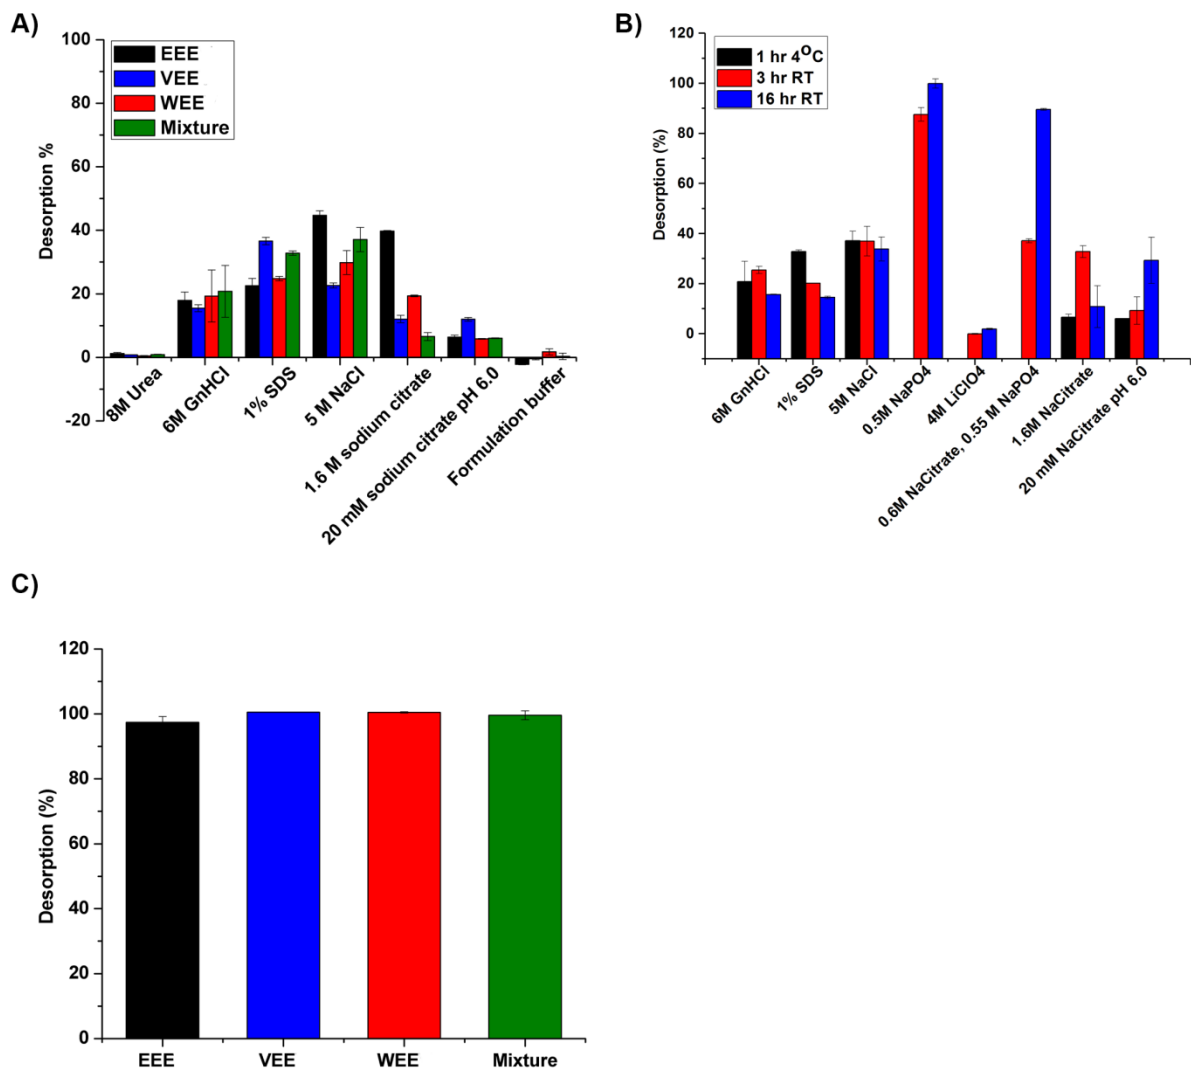 A)
100
80
60
40
20
0
-20
Desorption %
EEE
VEE
WEE
Mixture
8M Urea
6M GnHCl
1% SDS
5 M NaCl
1.6 M sodium citrate
20 mM sodium citrate pH 6.0
Formulation buffer
B)
120
100
80
60
40
20
0
Desorption (%)
1 hr 4°C
3 hr RT
16 hr RT
6M GnHCl
1% SDS
5M NaCl
0.5M NaPO4
4M LiClO4
0.6M NaCitrate, 0.55 M NaPO4
1.6M NaCitrate
20 mM NaCitrate pH 6.0
C)
120
100
80
60
40
20
0
Desorption (%)
EEE
VEE
WEE
Mixture